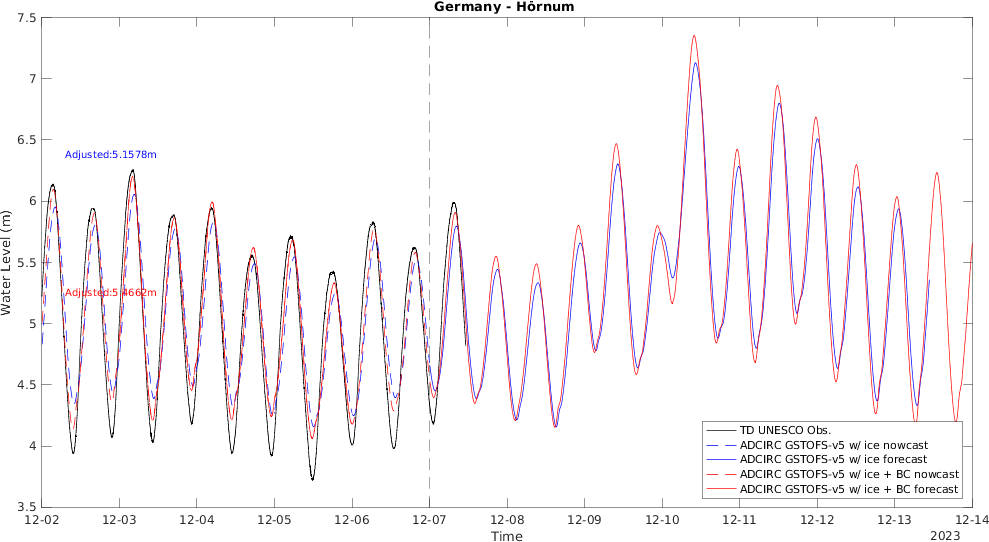 Germany - Hörnum
Water Level (m)
7.5
7
6.5
6
5.5
5
4.5
4
3.5
Adjusted:5.1578m
Adjusted:5.4662m
TD UNESCO Obs.
ADCIRC GSTOFS-v5 w/ ice nowcast
ADCIRC GSTOFS-v5 w/ ice forecast
ADCIRC GSTOFS-v5 w/ ice + BC nowcast
ADCIRC GSTOFS-v5 w/ ice + BC forecast
12-02 12-03 12-04 12-05 12-06 12-07 12-08 12-09 12-10 12-11 12-12 12-13 12-14
Time
2023